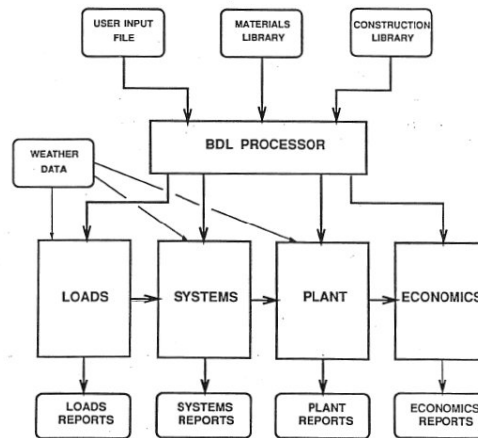 USER INPUT
FILE
MATERIALS
LIBRARY
CONSTRUCTION
LIBRARY
BDL PROCESSOR
WEATHER
DATA
LOADS
SYSTEMS
PLANT
ECONOMICS
LOADS
REPORTS
SYSTEMS
REPORTS
PLANT
REPORTS
ECONOMICS
REPORTS